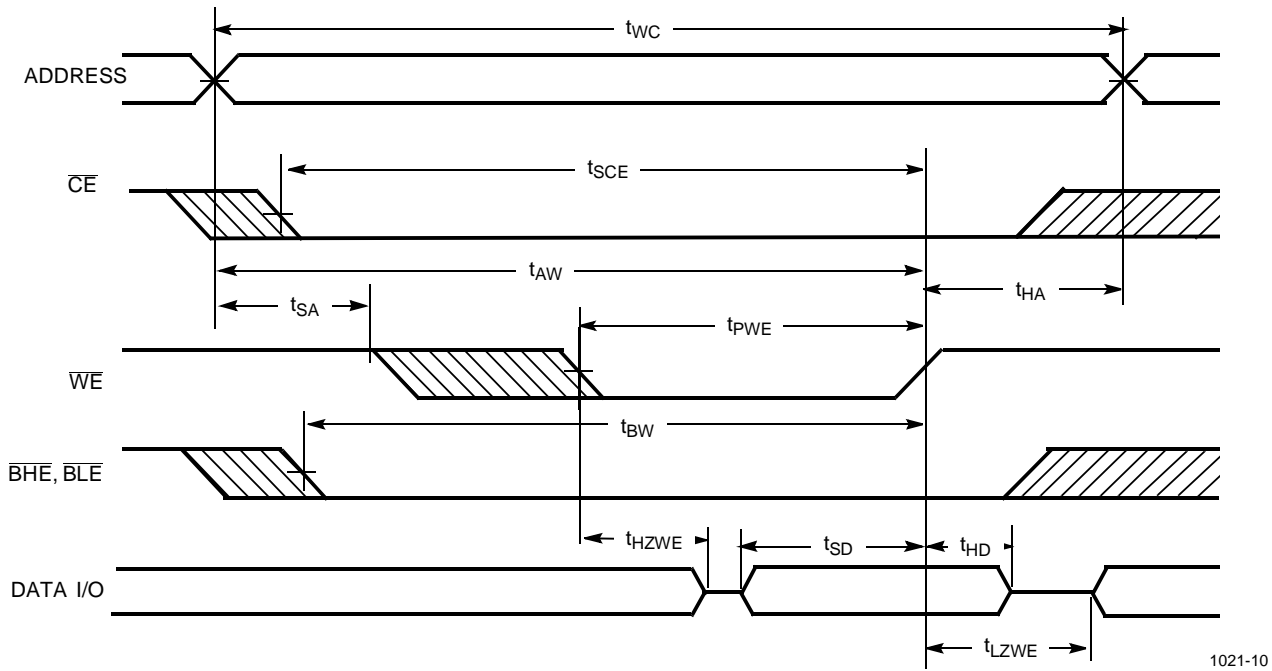 tWC
ADDRESS
tSCE
CE
tAW
tSA
tHA
tPWE
WE
tBW
BHE, BLE
tHZWE
tSD
tHD
DATA I/O
tLZWE
1021-10